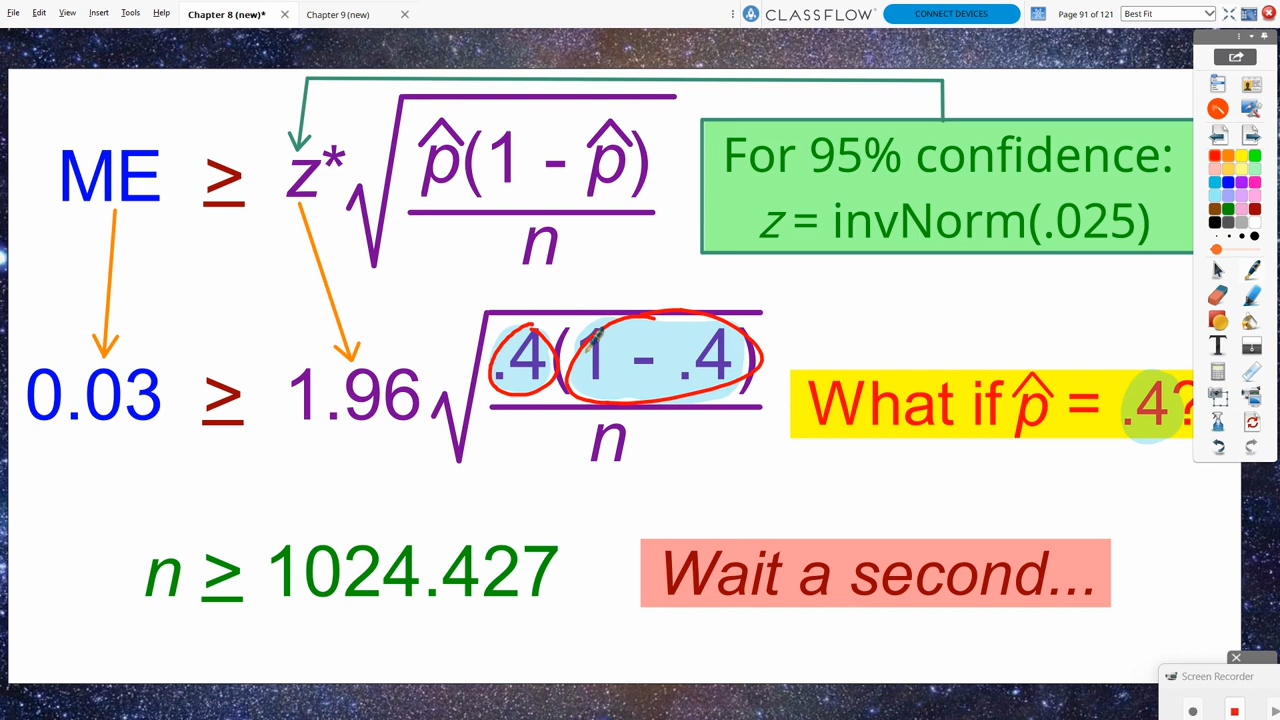 File Edit View Insert Tools Help Chapter 8 (new)* Chapter 9 (new) CLASSFLOW CONNECT DEVICES Page 91 of 121 Best Fit
ME ≥ z*√(p̂(1 - p̂)/n)
For 95% confidence:
z = invNorm(.025)
0.03 ≥ 1.96√(.4(1 - .4)/n)
What if p̂ = .4?
n ≥ 1024.427
Wait a second...
Screen Recorder